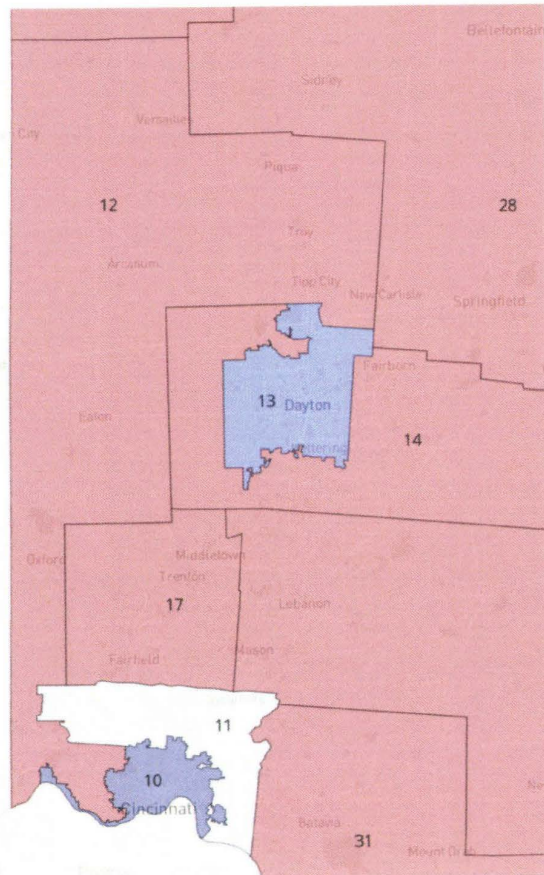 Bellefontain
Sidney
Versailles
City
Piqua
12
28
Troy
Arcanum
Tipp City
New Carlisle
Springfield
Fairborn
13
Dayton
Eaton
14
Kettering
Oxford
Middletown
Trenton
17
Lebanon
Mason
Fairfield
11
10
Cincinnati
Batavia
31
Mount Orab